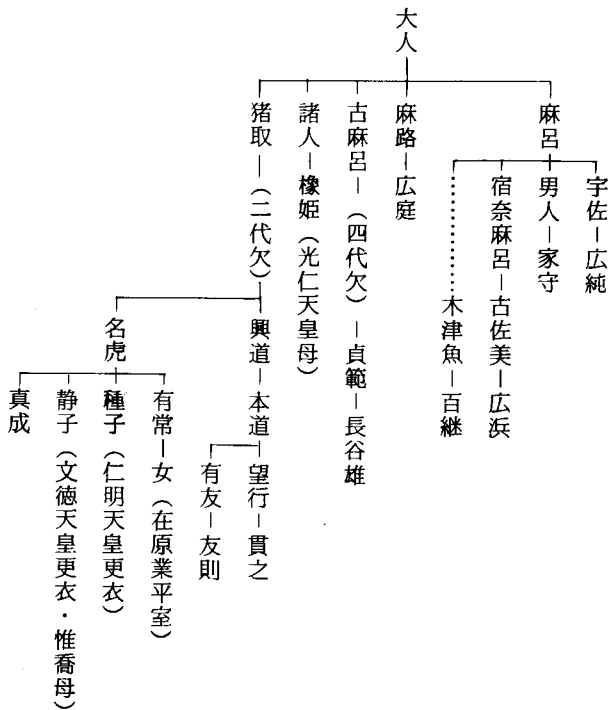 大人
麻呂
宇佐―広純
男人―家守
宿奈麻呂―古佐美―広浜
…………木津魚―百継
麻路―広庭
古麻呂―(四代欠)―貞範―長谷雄
諸人―橡姫(光仁天皇母)
猪取―(二代欠)
興道―本道
望行―貫之
有友―友則
名虎
有常―女(在原業平室)
種子(仁明天皇更衣)
静子(文徳天皇更衣・惟喬母)
真成